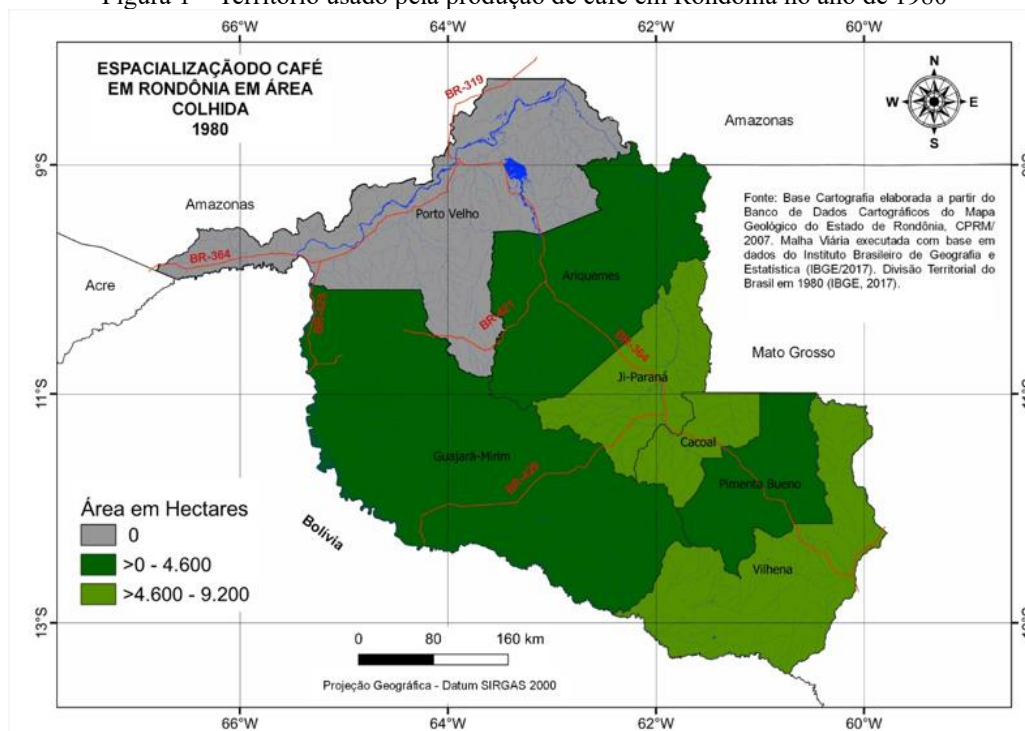 Figura 1 – Território usado pela produção de café em Rondônia no ano de 1980
66°W 64°W 62°W 60°W
ESPACIALIZAÇÃODO CAFÉ
EM RONDÔNIA EM ÁREA
COLHIDA
1980
BR-319
N
W E
S
Amazonas
9°S
Amazonas
Porto Velho
Fonte: Base Cartografia elaborada a partir do
Banco de Dados Cartográficos do Mapa
Geológico do Estado de Rondônia, CPRM/
2007. Malha Viária executada com base em
dados do Instituto Brasileiro de Geografia e
Estatística (IBGE/2017). Divisão Territorial do
Brasil em 1980 (IBGE, 2017).
BR-364
Acre
Ariquemes
BR-364
Mato Grosso
Ji-Paraná
11°S
Cacoal
Guajará-Mirim
Pimenta Bueno
Bolívia
Vilhena
Área em Hectares
0
>0 - 4.600
>4.600 - 9.200
13°S
0 80 160 km
Projeção Geográfica - Datum SIRGAS 2000
66°W 64°W 62°W 60°W